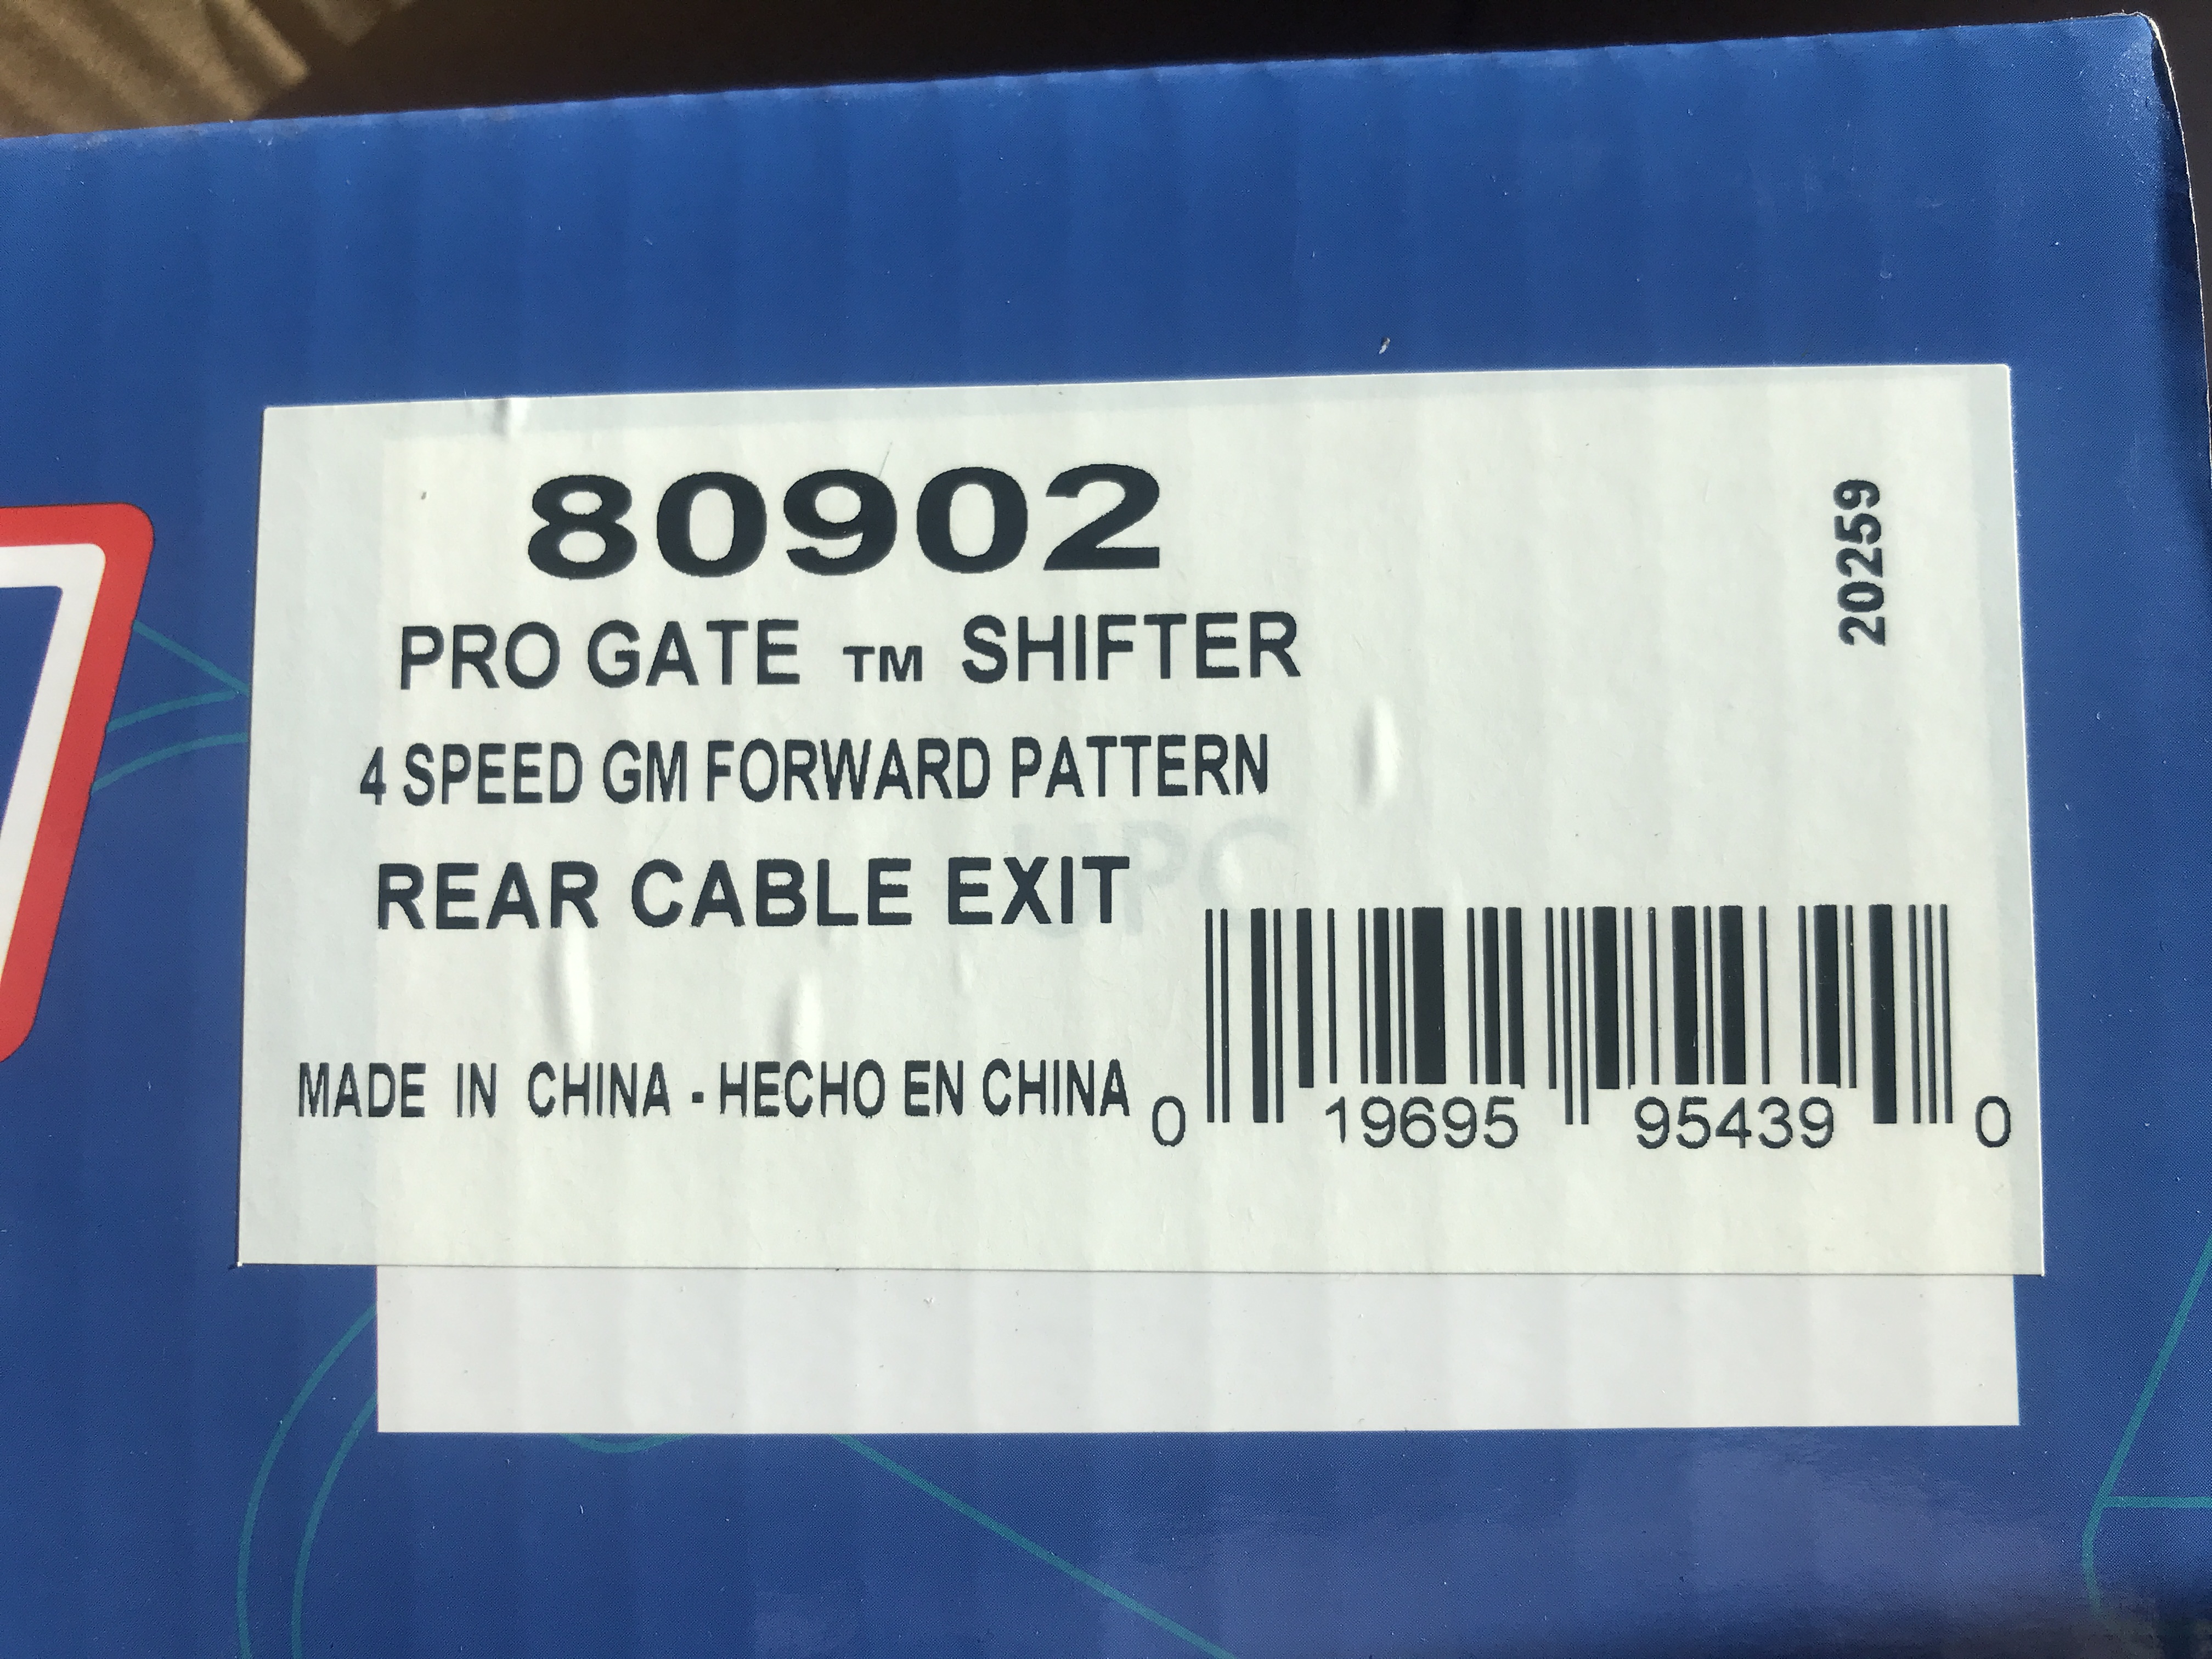 80902
20259
PRO GATE ™ SHIFTER
4 SPEED GM FORWARD PATTERN
UPC
REAR CABLE EXIT
MADE IN CHINA - HECHO EN CHINA
0 19695 95439 0